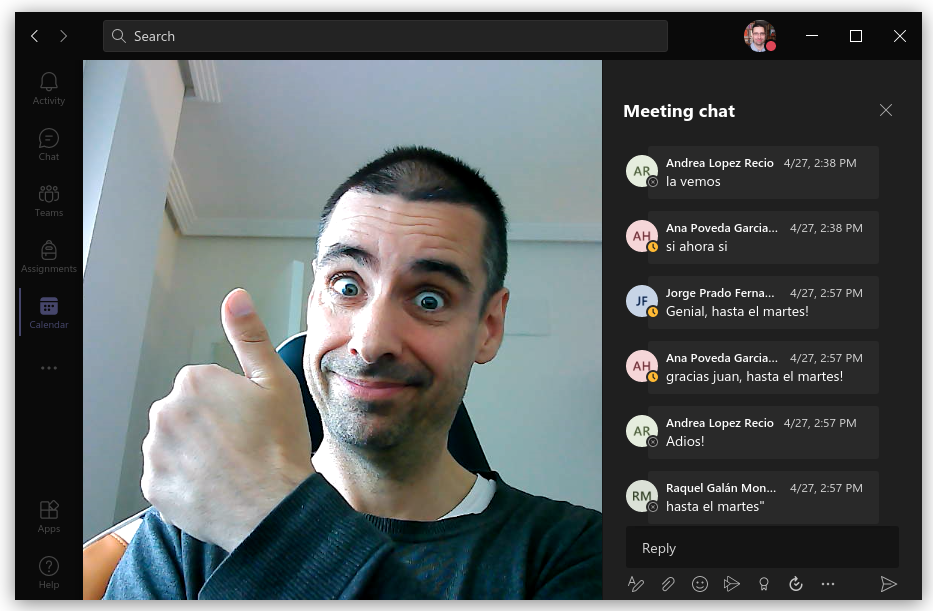 Search
Activity
Chat
Teams
Assignments
Calendar
Apps
Help
Meeting chat
AR
Andrea Lopez Recio 4/27, 2:38 PM
la vemos
AH
Ana Poveda Garcia... 4/27, 2:38 PM
si ahora si
JF
Jorge Prado Ferna... 4/27, 2:57 PM
Genial, hasta el martes!
AH
Ana Poveda Garcia... 4/27, 2:57 PM
gracias juan, hasta el martes!
AR
Andrea Lopez Recio 4/27, 2:57 PM
Adios!
RM
Raquel Galán Mon... 4/27, 2:57 PM
hasta el martes"
Reply